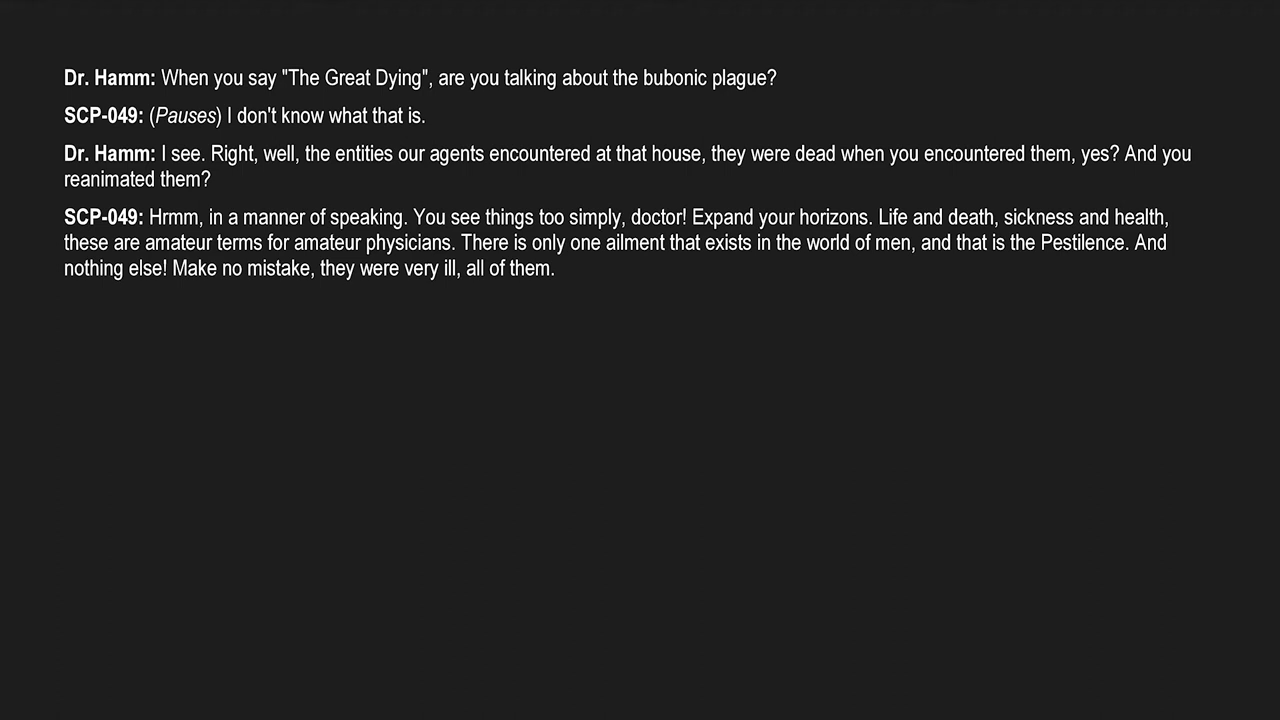 Dr. Hamm: When you say "The Great Dying", are you talking about the bubonic plague?
SCP-049: (Pauses) I don't know what that is.
Dr. Hamm: I see. Right, well, the entities our agents encountered at that house, they were dead when you encountered them, yes? And you
reanimated them?
SCP-049: Hrmm, in a manner of speaking. You see things too simply, doctor! Expand your horizons. Life and death, sickness and health,
these are amateur terms for amateur physicians. There is only one ailment that exists in the world of men, and that is the Pestilence. And
nothing else! Make no mistake, they were very ill, all of them.